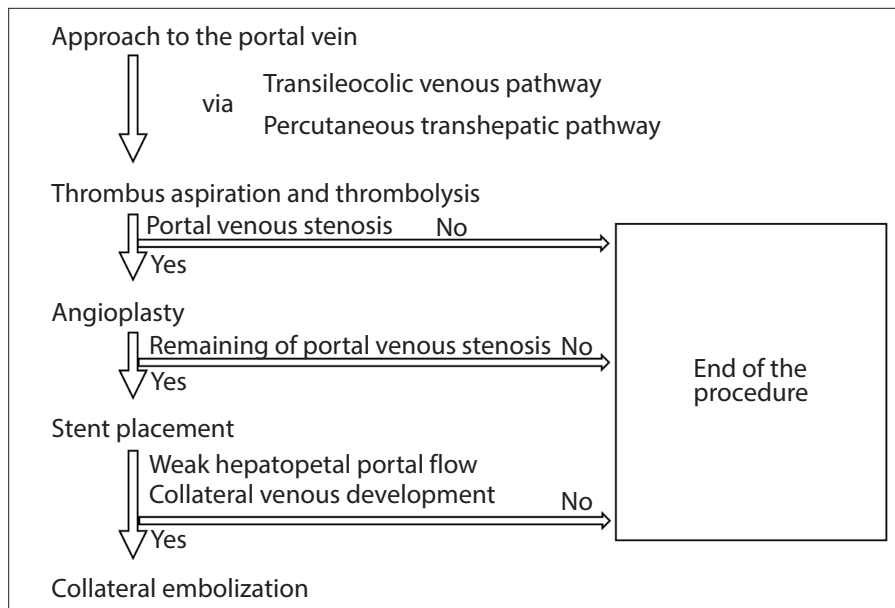 Approach to the portal vein
via
Transileocolic venous pathway
Percutaneous transhepatic pathway
Thrombus aspiration and thrombolysis
Portal venous stenosis No
Yes
Angioplasty
Remaining of portal venous stenosis No
Yes
End of the
procedure
Stent placement
Weak hepatopetal portal flow
Collateral venous development No
Yes
Collateral embolization